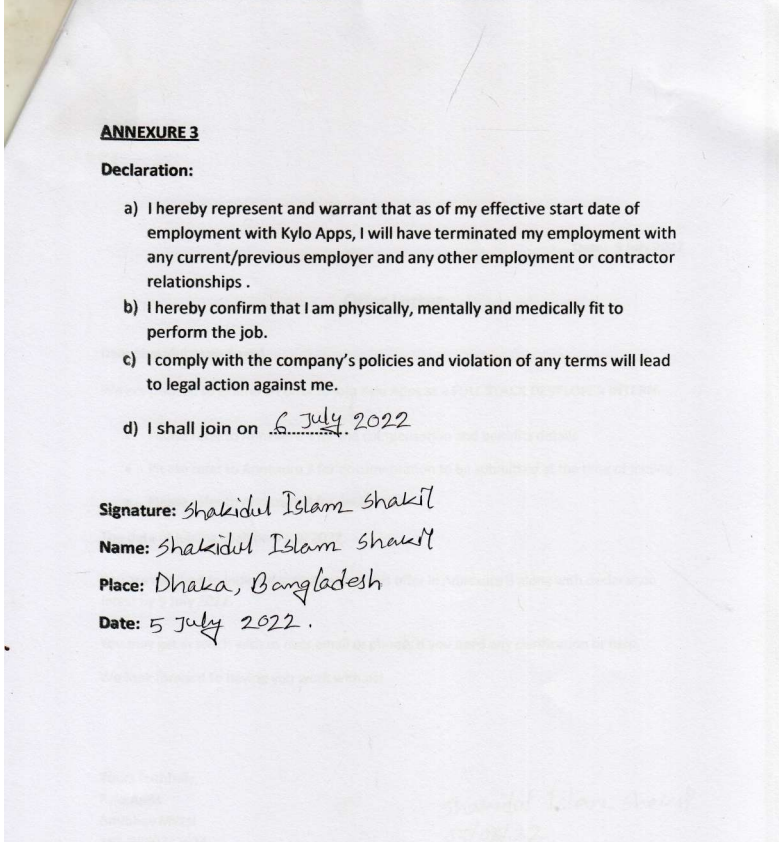 ANNEXURE 3
Declaration:
a) I hereby represent and warrant that as of my effective start date of
employment with Kylo Apps, I will have terminated my employment with
any current/previous employer and any other employment or contractor
relationships .
b) I hereby confirm that I am physically, mentally and medically fit to
perform the job.
c) I comply with the company's policies and violation of any terms will lead
to legal action against me.
d) I shall join on 6 July 2022
Signature: Shakidul Islam Shakil
Name: Shakidul Islam Shakil
Place: Dhaka, Bangladesh
Date: 5 July 2022.